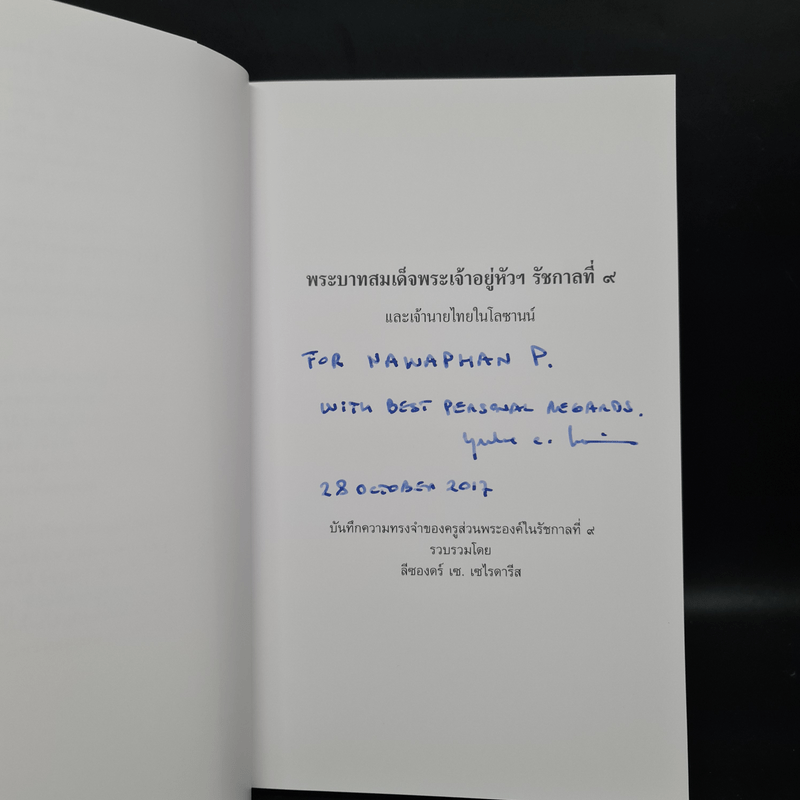 พระบาทสมเด็จพระเจ้าอยู่หัวฯ รัชกาลที่ ๙
และเจ้านายไทยในโลซานน์
FOR NAWAPHAN P.
WITH BEST PERSONAL REGARDS.
28 OCTOBER 2017
บันทึกความทรงจำของครูส่วนพระองค์ในรัชกาลที่ ๙
รวบรวมโดย
ลีซองดร์ เซ. เซไรดารีส